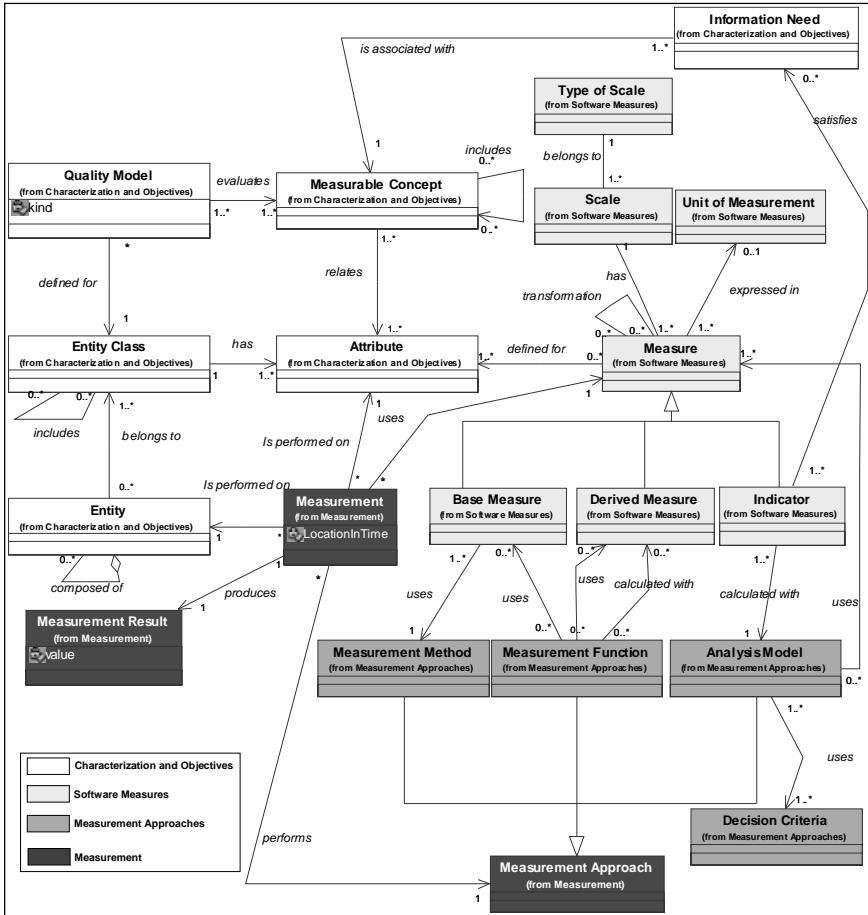 Information Need
(from Characterization and Objectives)
is associated with
1..*
0..*
Type of Scale
(from Software Measures)
satisfies
1
includes
0..*
1
belongs to
Quality Model
(from Characterization and Objectives)
kind
evaluates
1..*
1..*
Measurable Concept
(from Characterization and Objectives)
0..*
1..*
Scale
(from Software Measures)
Unit of Measurement
(from Software Measures)
*
1..*
1
0..1
has
defined for
relates
transformation
expressed in
1
1..*
0..*
0..*
1..*
1..*
Entity Class
(from Characterization and Objectives)
has
1
1..*
Attribute
(from Characterization and Objectives)
1..*
defined for
0..*
Measure
(from Software Measures)
1..*
0..*
0..*
1..*
1
uses
1
includes
belongs to
Is performed on
uses
0..*
Is performed on
*
*
1..*
Entity
(from Characterization and Objectives)
1
*
Measurement
(from Measurement)
LocationInTime
Base Measure
(from Software Measures)
Derived Measure
(from Software Measures)
Indicator
(from Software Measures)
0..*
composed of
1
*
1..*
0..*
0..*
0..*
1..*
produces
1
uses
uses
uses
calculated with
calculated with
Measurement Result
(from Measurement)
value
1
0..*
0..*
0..*
1
Measurement Method
(from Measurement Approaches)
Measurement Function
(from Measurement Approaches)
Analysis Model
(from Measurement Approaches)
0..*
1..*
uses
Characterization and Objectives
Software Measures
Measurement Approaches
Measurement
1..*
Decision Criteria
(from Measurement Approaches)
performs
Measurement Approach
(from Measurement)
1